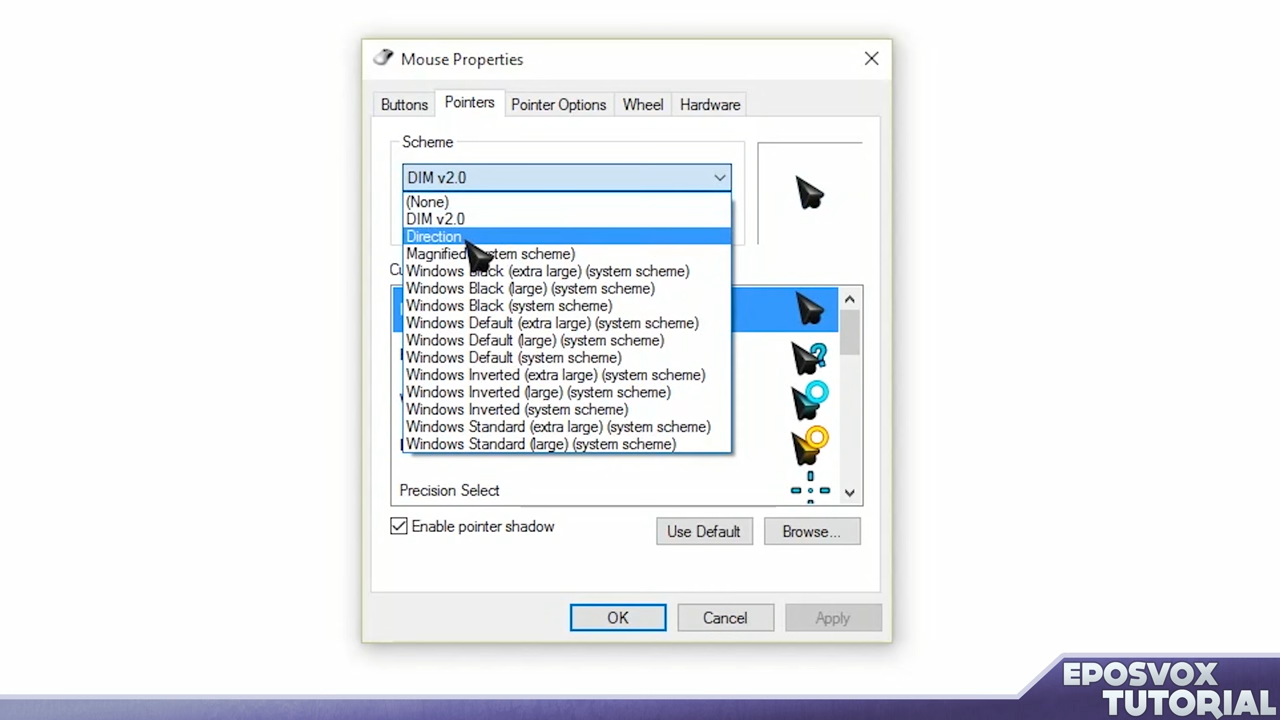 Mouse Properties
Buttons
Pointers
Pointer Options
Wheel
Hardware
Scheme
DIM v2.0
(None)
DIM v2.0
Direction
Magnified stem scheme)
Windows Black (extra large) (system scheme)
Windows Black (large) (system scheme)
Windows Black (system scheme)
Windows Default (extra large) (system scheme)
Windows Default (large) (system scheme)
Windows Default (system scheme)
Windows Inverted (extra large) (system scheme)
Windows Inverted (large) (system scheme)
Windows Inverted (system scheme)
Windows Standard (extra large) (system scheme)
Windows Standard (large) (system scheme)
Precision Select
Enable pointer shadow
Use Default
Browse...
OK
Cancel
Apply
EPOSVOX
TUTORIAL